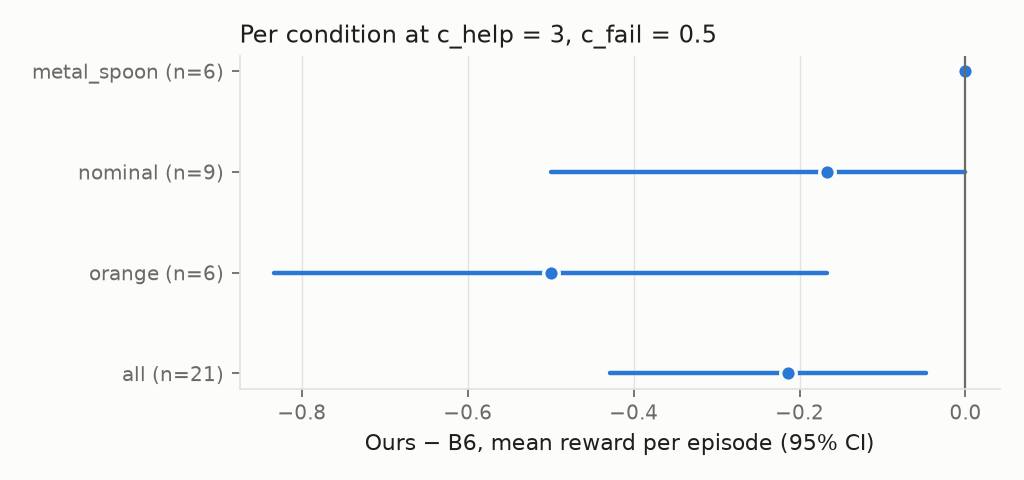 Per condition at c_help = 3, c_fail = 0.5
metal_spoon (n=6)
nominal (n=9)
orange (n=6)
all (n=21)
−0.8 −0.6 −0.4 −0.2 0.0
Ours − B6, mean reward per episode (95% CI)